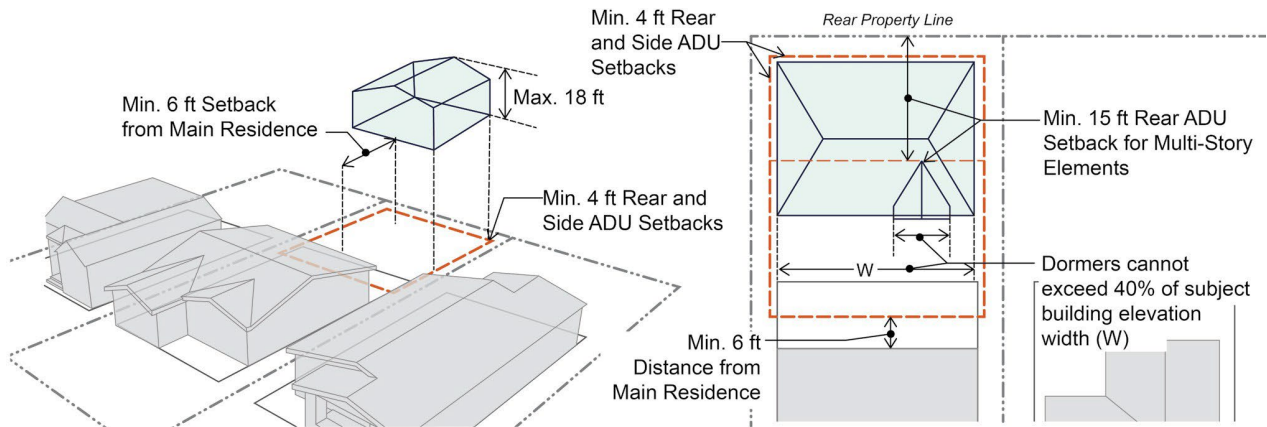 Min. 6 ft Setback
from Main Residence
Max. 18 ft
Min. 4 ft Rear and
Side ADU Setbacks
Min. 4 ft Rear
and Side ADU
Setbacks
Rear Property Line
Min. 15 ft Rear ADU
Setback for Multi-Story
Elements
W
Dormers cannot
exceed 40% of subject
building elevation
width (W)
Min. 6 ft
Distance from
Main Residence